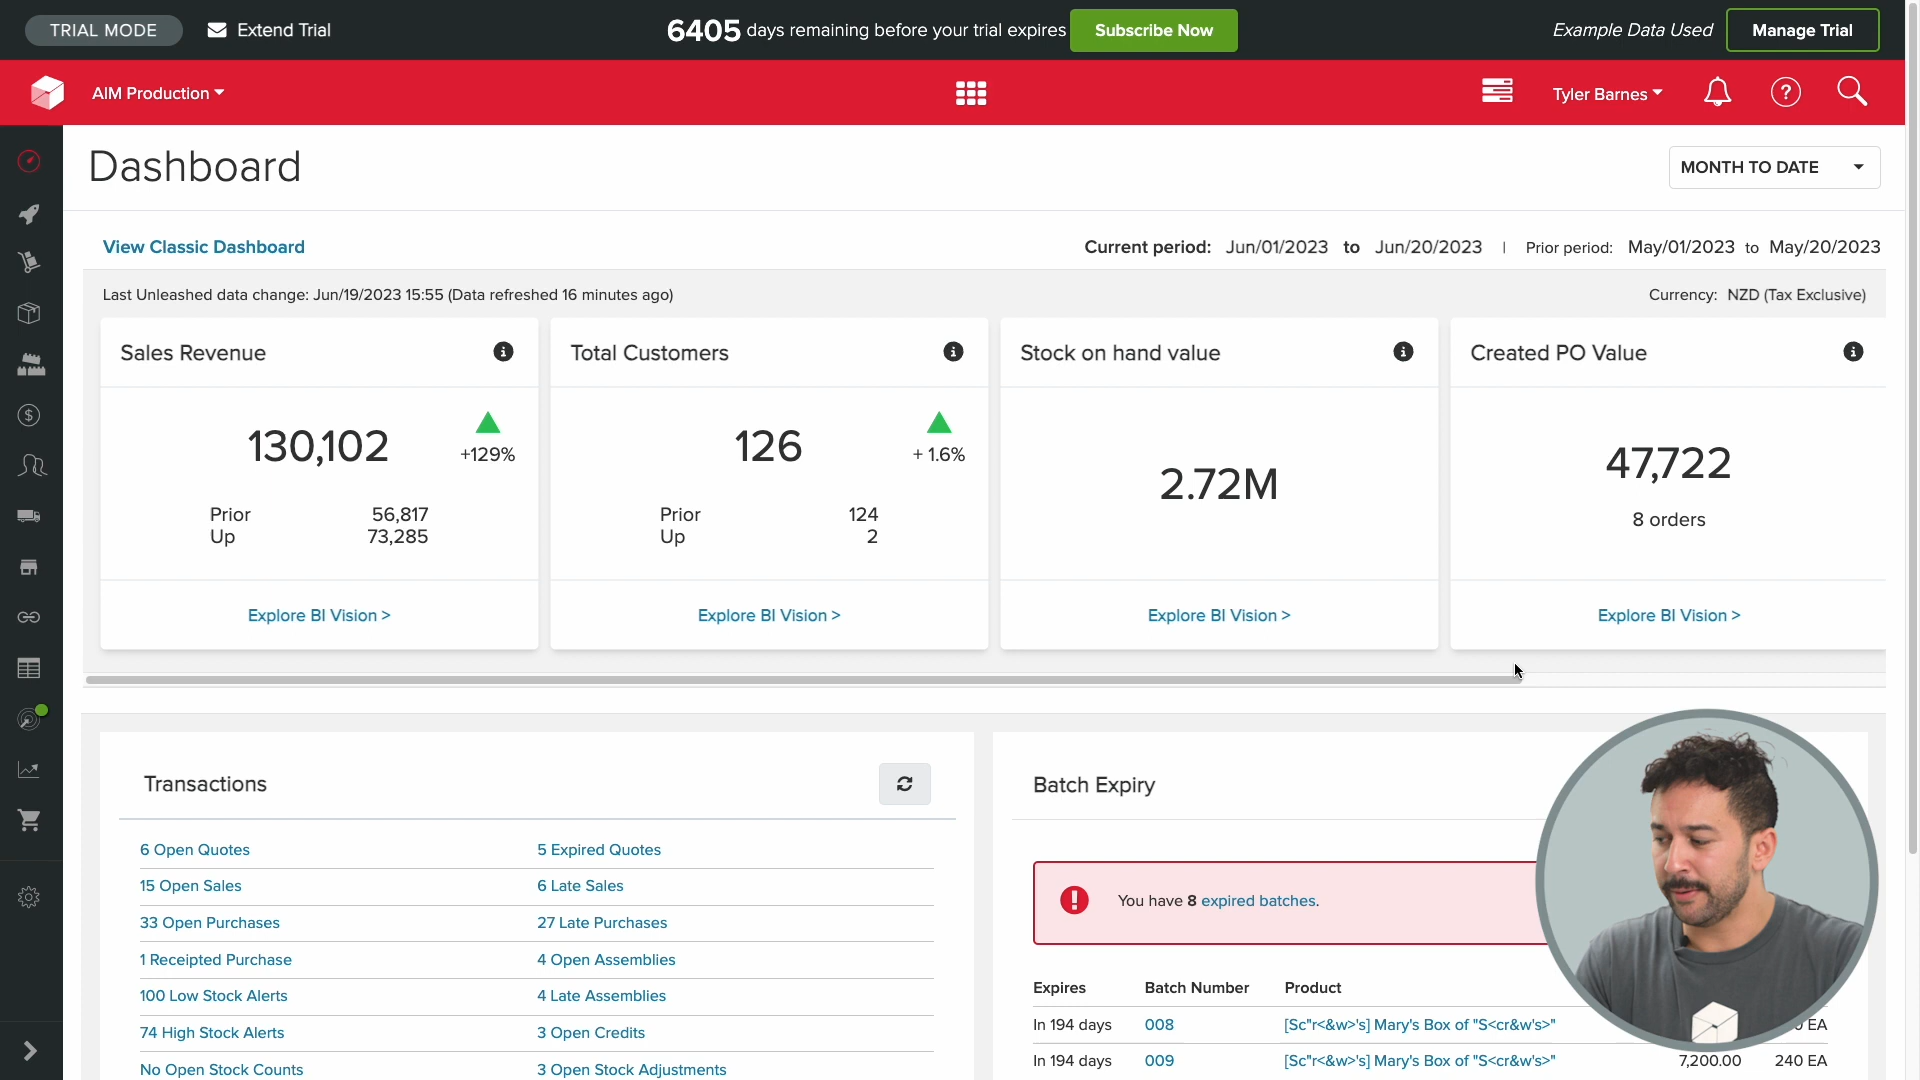 TRIAL MODE Extend Trial 6405 days remaining before your trial expires Subscribe Now Example Data Used Manage Trial
AIM Production Tyler Barnes
Dashboard MONTH TO DATE
View Classic Dashboard Current period: Jun/01/2023 to Jun/20/2023 | Prior period: May/01/2023 to May/20/2023
Last Unleashed data change: Jun/19/2023 15:55 (Data refreshed 16 minutes ago) Currency: NZD (Tax Exclusive)
Sales Revenue
130,102
+129%
Prior 56,817
Up 73,285
Explore BI Vision >
Total Customers
126
+ 1.6%
Prior 124
Up 2
Explore BI Vision >
Stock on hand value
2.72M
Explore BI Vision >
Created PO Value
47,722
8 orders
Explore BI Vision >
Transactions
6 Open Quotes 5 Expired Quotes
15 Open Sales 6 Late Sales
33 Open Purchases 27 Late Purchases
1 Receipted Purchase 4 Open Assemblies
100 Low Stock Alerts 4 Late Assemblies
74 High Stock Alerts 3 Open Credits
No Open Stock Counts 3 Open Stock Adjustments
Batch Expiry
You have 8 expired batches.
Expires Batch Number Product
In 194 days 008 [Sc"r<&w>'s] Mary's Box of "S<cr&w's>" EA
In 194 days 009 [Sc"r<&w>'s] Mary's Box of "S<cr&w's>" 7,200.00 240 EA